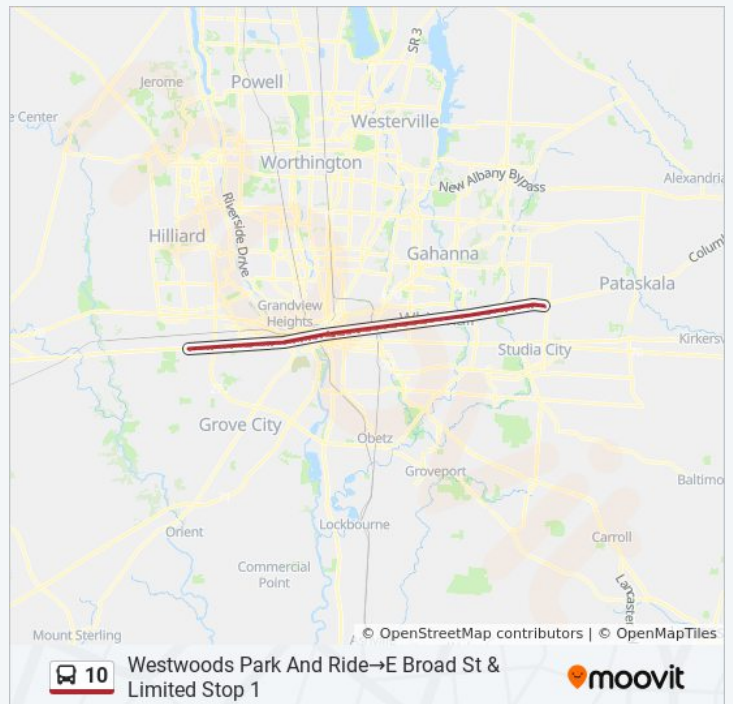 SR 3
Jerome
Powell
e Center
Westerville
Worthington
New Albany Bypass
Alexandria
Riverside Drive
Hilliard
Gahanna
Colum
Pataskala
Grandview
Heights
Studia City
Kirkersv
Grove City
Obetz
Groveport
Baltimo
Orient
Lockbourne
Carroll
Commercial
Point
Lancaster
Mount Sterling
© OpenStreetMap contributors | © OpenMapTiles
10
Westwoods Park And Ride→E Broad St &
Limited Stop 1
moovit